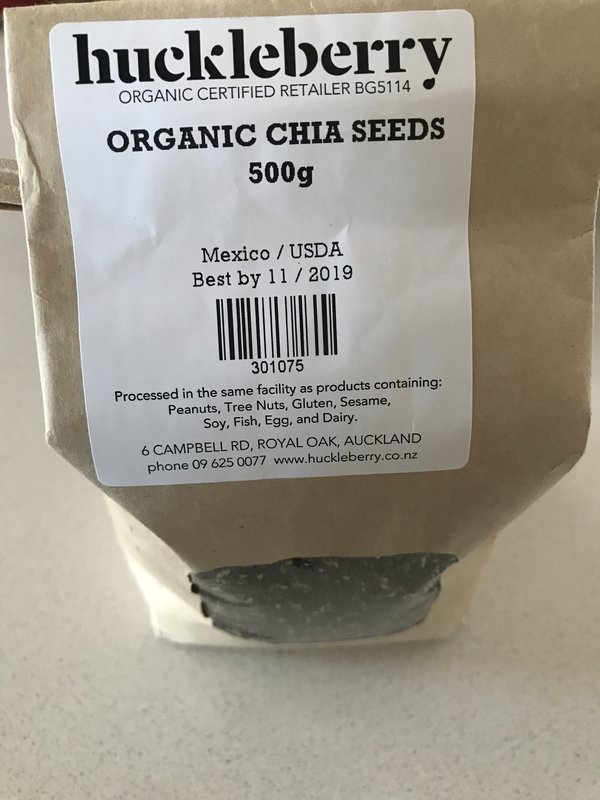 huckleberry
ORGANIC CERTIFIED RETAILER BG5114
ORGANIC CHIA SEEDS
500g
Mexico / USDA
Best by 11 / 2019
301075
Processed in the same facility as products containing:
Peanuts, Tree Nuts, Gluten, Sesame,
Soy, Fish, Egg, and Dairy.
6 CAMPBELL RD, ROYAL OAK, AUCKLAND
phone 09 625 0077 www.huckleberry.co.nz